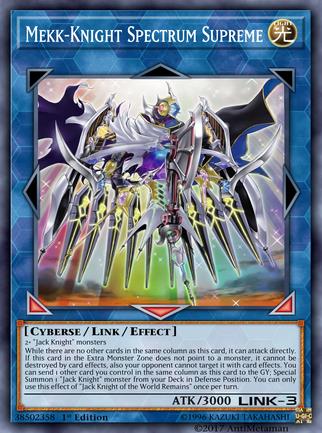 MEKK-KNIGHT SPECTRUM SUPREME
光
[CYBERSE / LINK / EFFECT]
2+ "Jack Knight" monsters
While there are no other cards in the same column as this card, it can attack directly.
If this card in the Extra Monster Zone does not point to a monster, it cannot be
destroyed by card effects, also your opponent cannot target it with card effects. You
can send 1 other card you control in the same column as this card to the GY; Special
Summon 1 "Jack Knight" monster from your Deck in Defense Position. You can only
use this effect of "Jack Knight of the World Remains" once per turn.
ATK/3000 LINK-3
38502358 1st Edition ©1996 KAZUKI TAKAHASHI
©2017 AntiMetaman